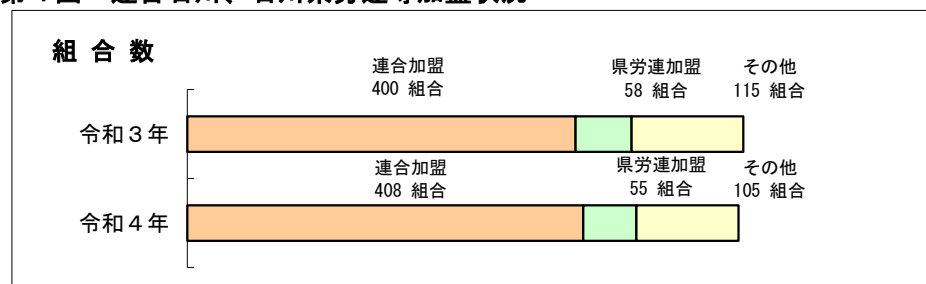 組合数
連合加盟 県労連加盟 その他
400 組合 58 組合 115 組合
令和３年
連合加盟 県労連加盟 その他
408 組合 55 組合 105 組合
令和４年